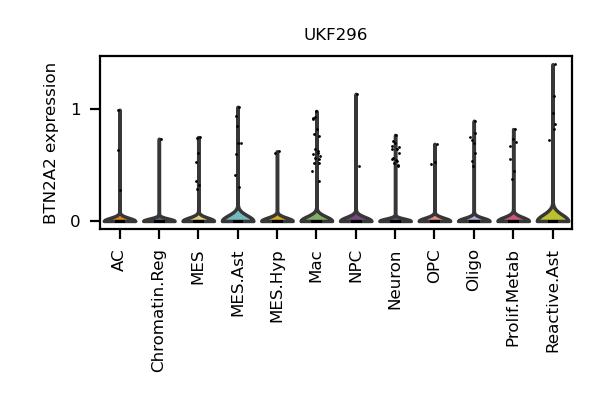 UKF296
BTN2A2 expression
1
0
AC
Chromatin.Reg
MES
MES.Ast
MES.Hyp
Mac
NPC
Neuron
OPC
Oligo
Prolif.Metab
Reactive.Ast